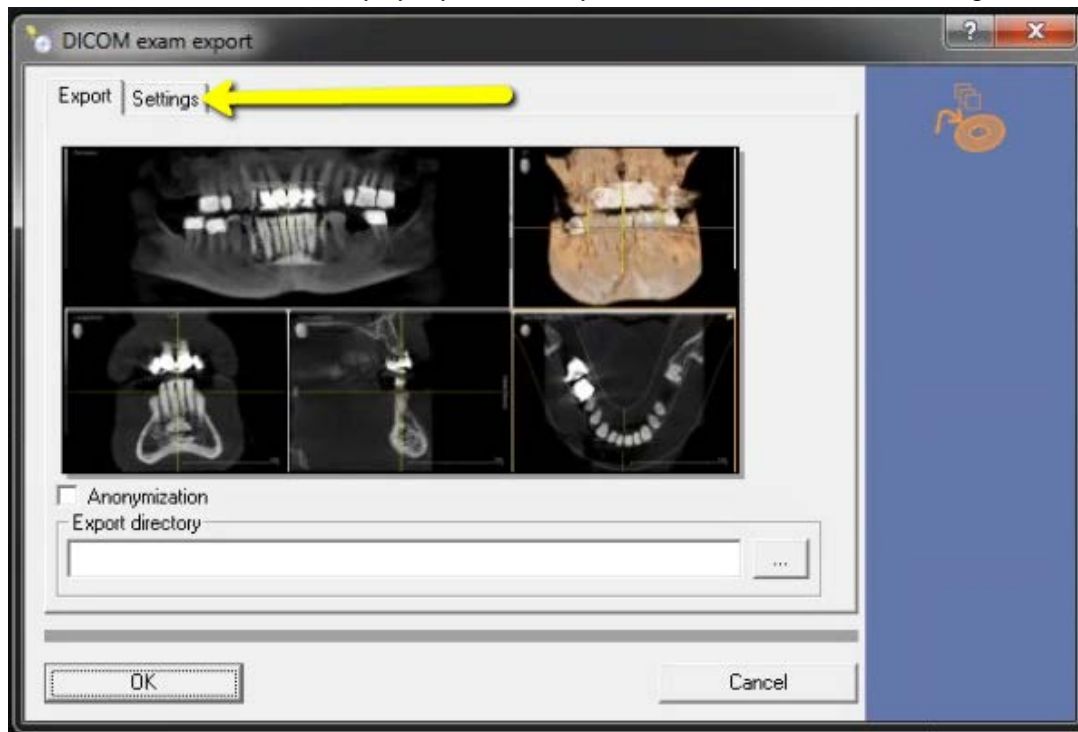 DICOM exam export
Export
Settings
Anonymization
Export directory
...
OK
Cancel